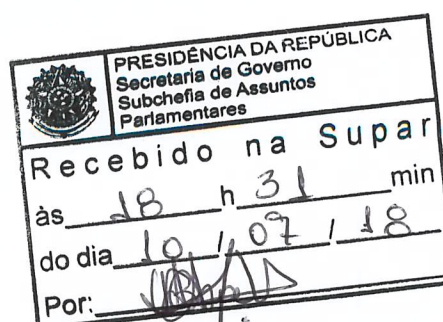 PRESIDÊNCIA DA REPÚBLICA
Secretaria de Governo
Subchefia de Assuntos
Parlamentares
Recebido na Supar
às 18 h 31 min
do dia 10 / 07 / 18
Por: